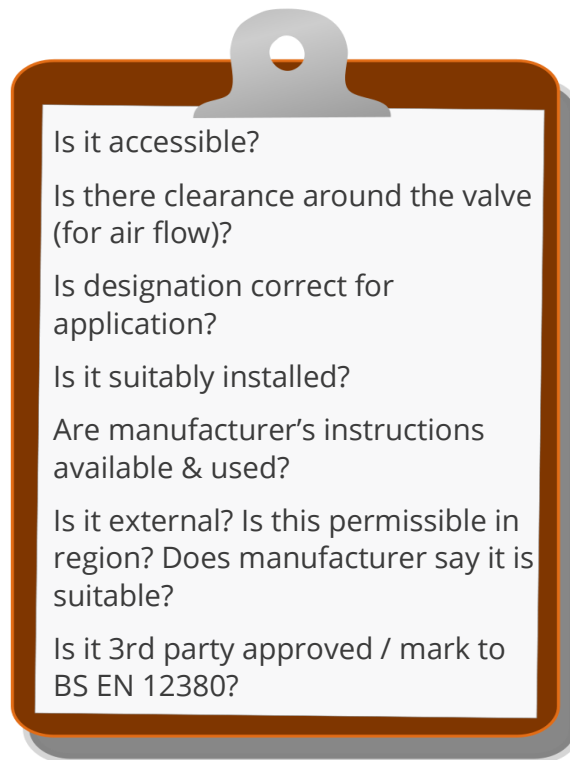 Is it accessible?
Is there clearance around the valve
(for air flow)?
Is designation correct for
application?
Is it suitably installed?
Are manufacturer’s instructions
available & used?
Is it external? Is this permissible in
region? Does manufacturer say it is
suitable?
Is it 3rd party approved / mark to
BS EN 12380?